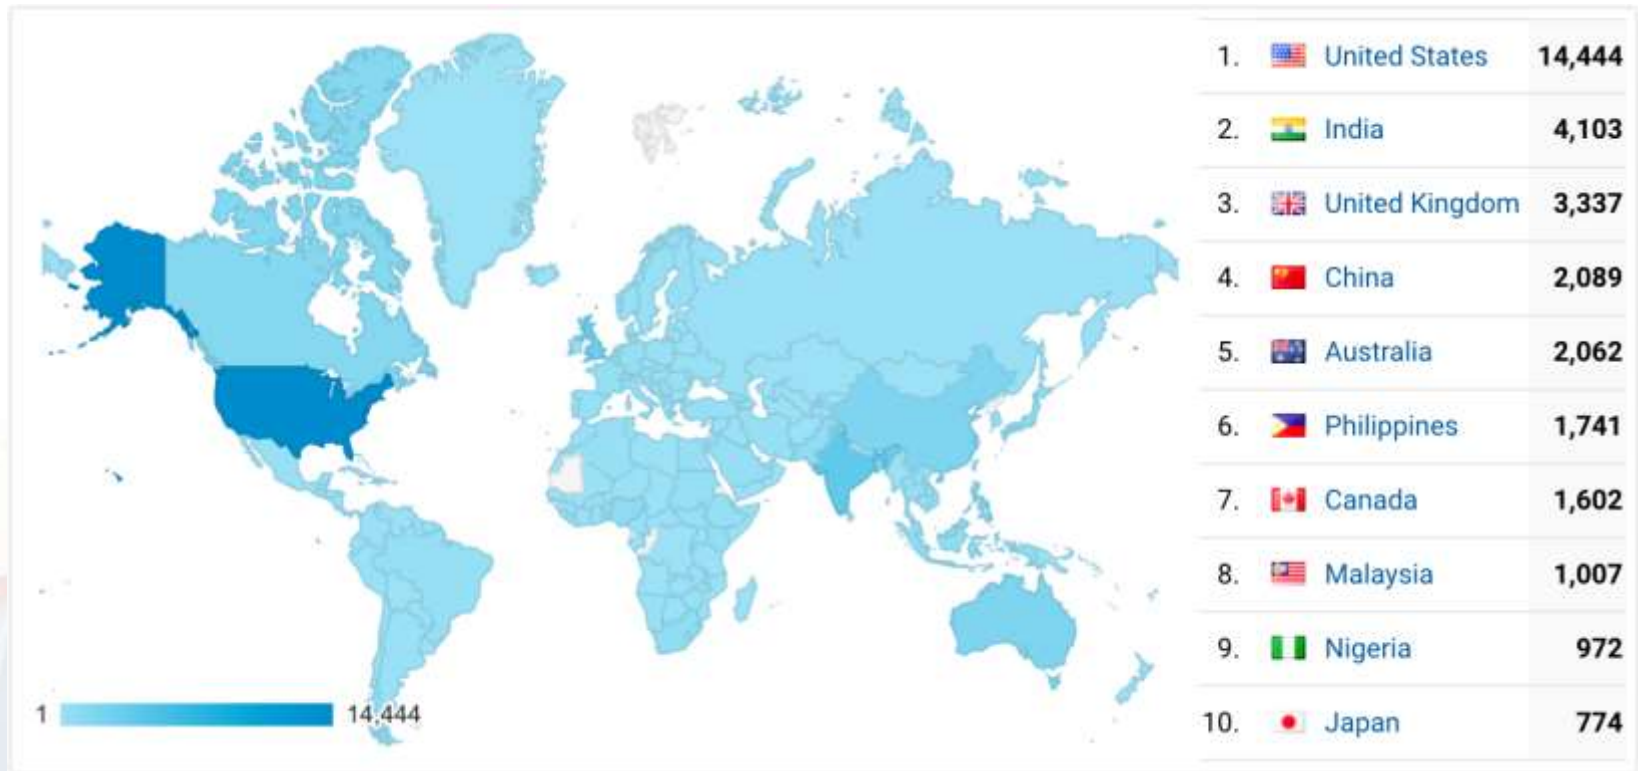 1. United States 14,444
2. India 4,103
3. United Kingdom 3,337
4. China 2,089
5. Australia 2,062
6. Philippines 1,741
7. Canada 1,602
8. Malaysia 1,007
9. Nigeria 972
10. Japan 774
1 14,444